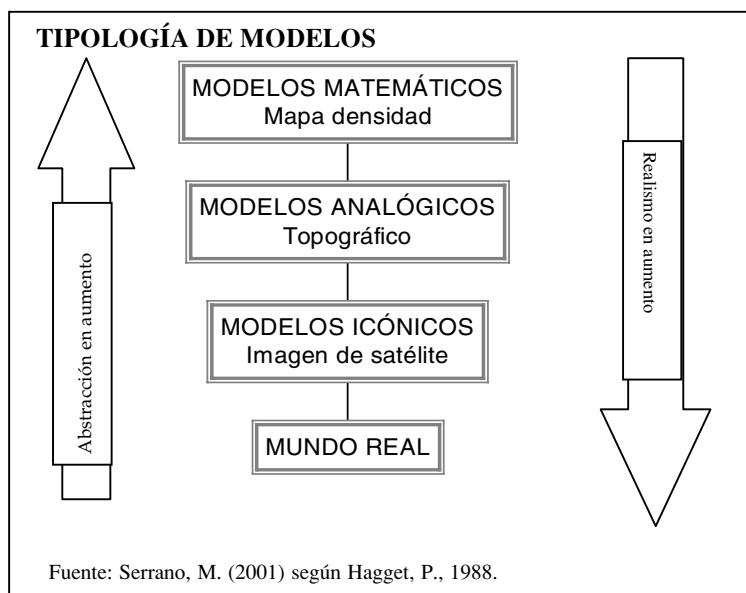 TIPOLOGÍA DE MODELOS
MODELOS MATEMÁTICOS
Mapa densidad
MODELOS ANALÓGICOS
Topográfico
MODELOS ICÓNICOS
Imagen de satélite
MUNDO REAL
Abstracción en aumento
Realismo en aumento
Fuente: Serrano, M. (2001) según Hagget, P., 1988.